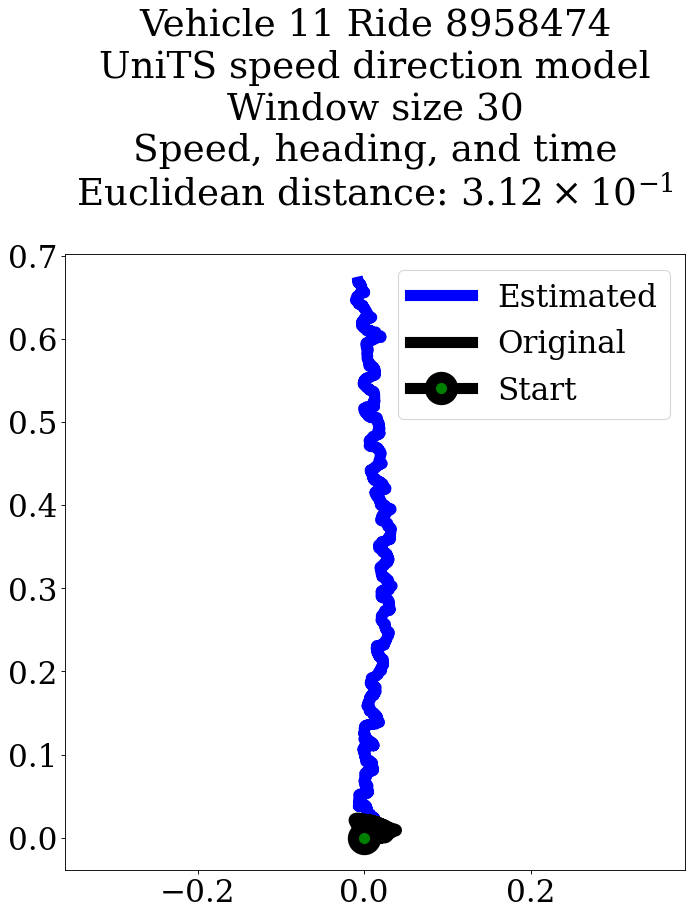 Vehicle 11 Ride 8958474
UniTS speed direction model
Window size 30
Speed, heading, and time
Euclidean distance: 3.12 × 10⁻¹
0.7
0.6
0.5
0.4
0.3
0.2
0.1
0.0
−0.2
0.0
0.2
Estimated
Original
Start